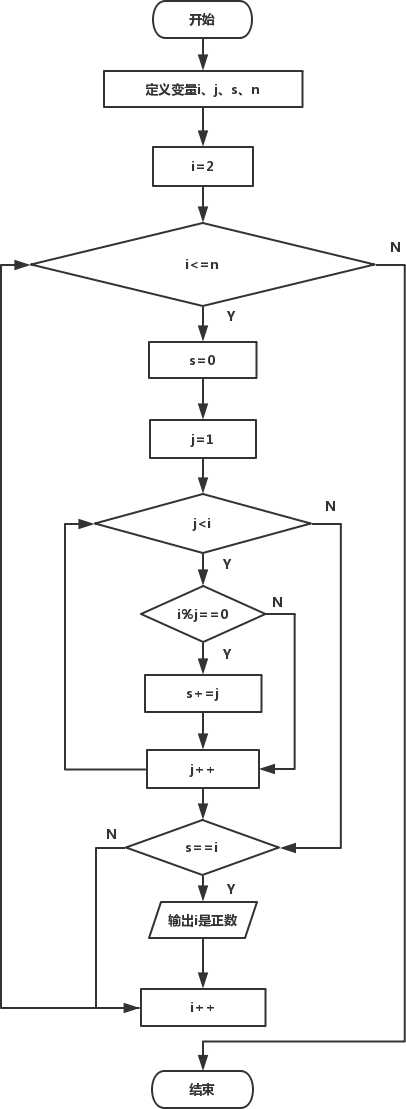 开始
定义变量i、j、s、n
i=2
i<=n
N
Y
s=0
j=1
j<i
N
Y
i%j==0
N
Y
s+=j
j++
s==i
N
Y
输出i是正数
i++
结束